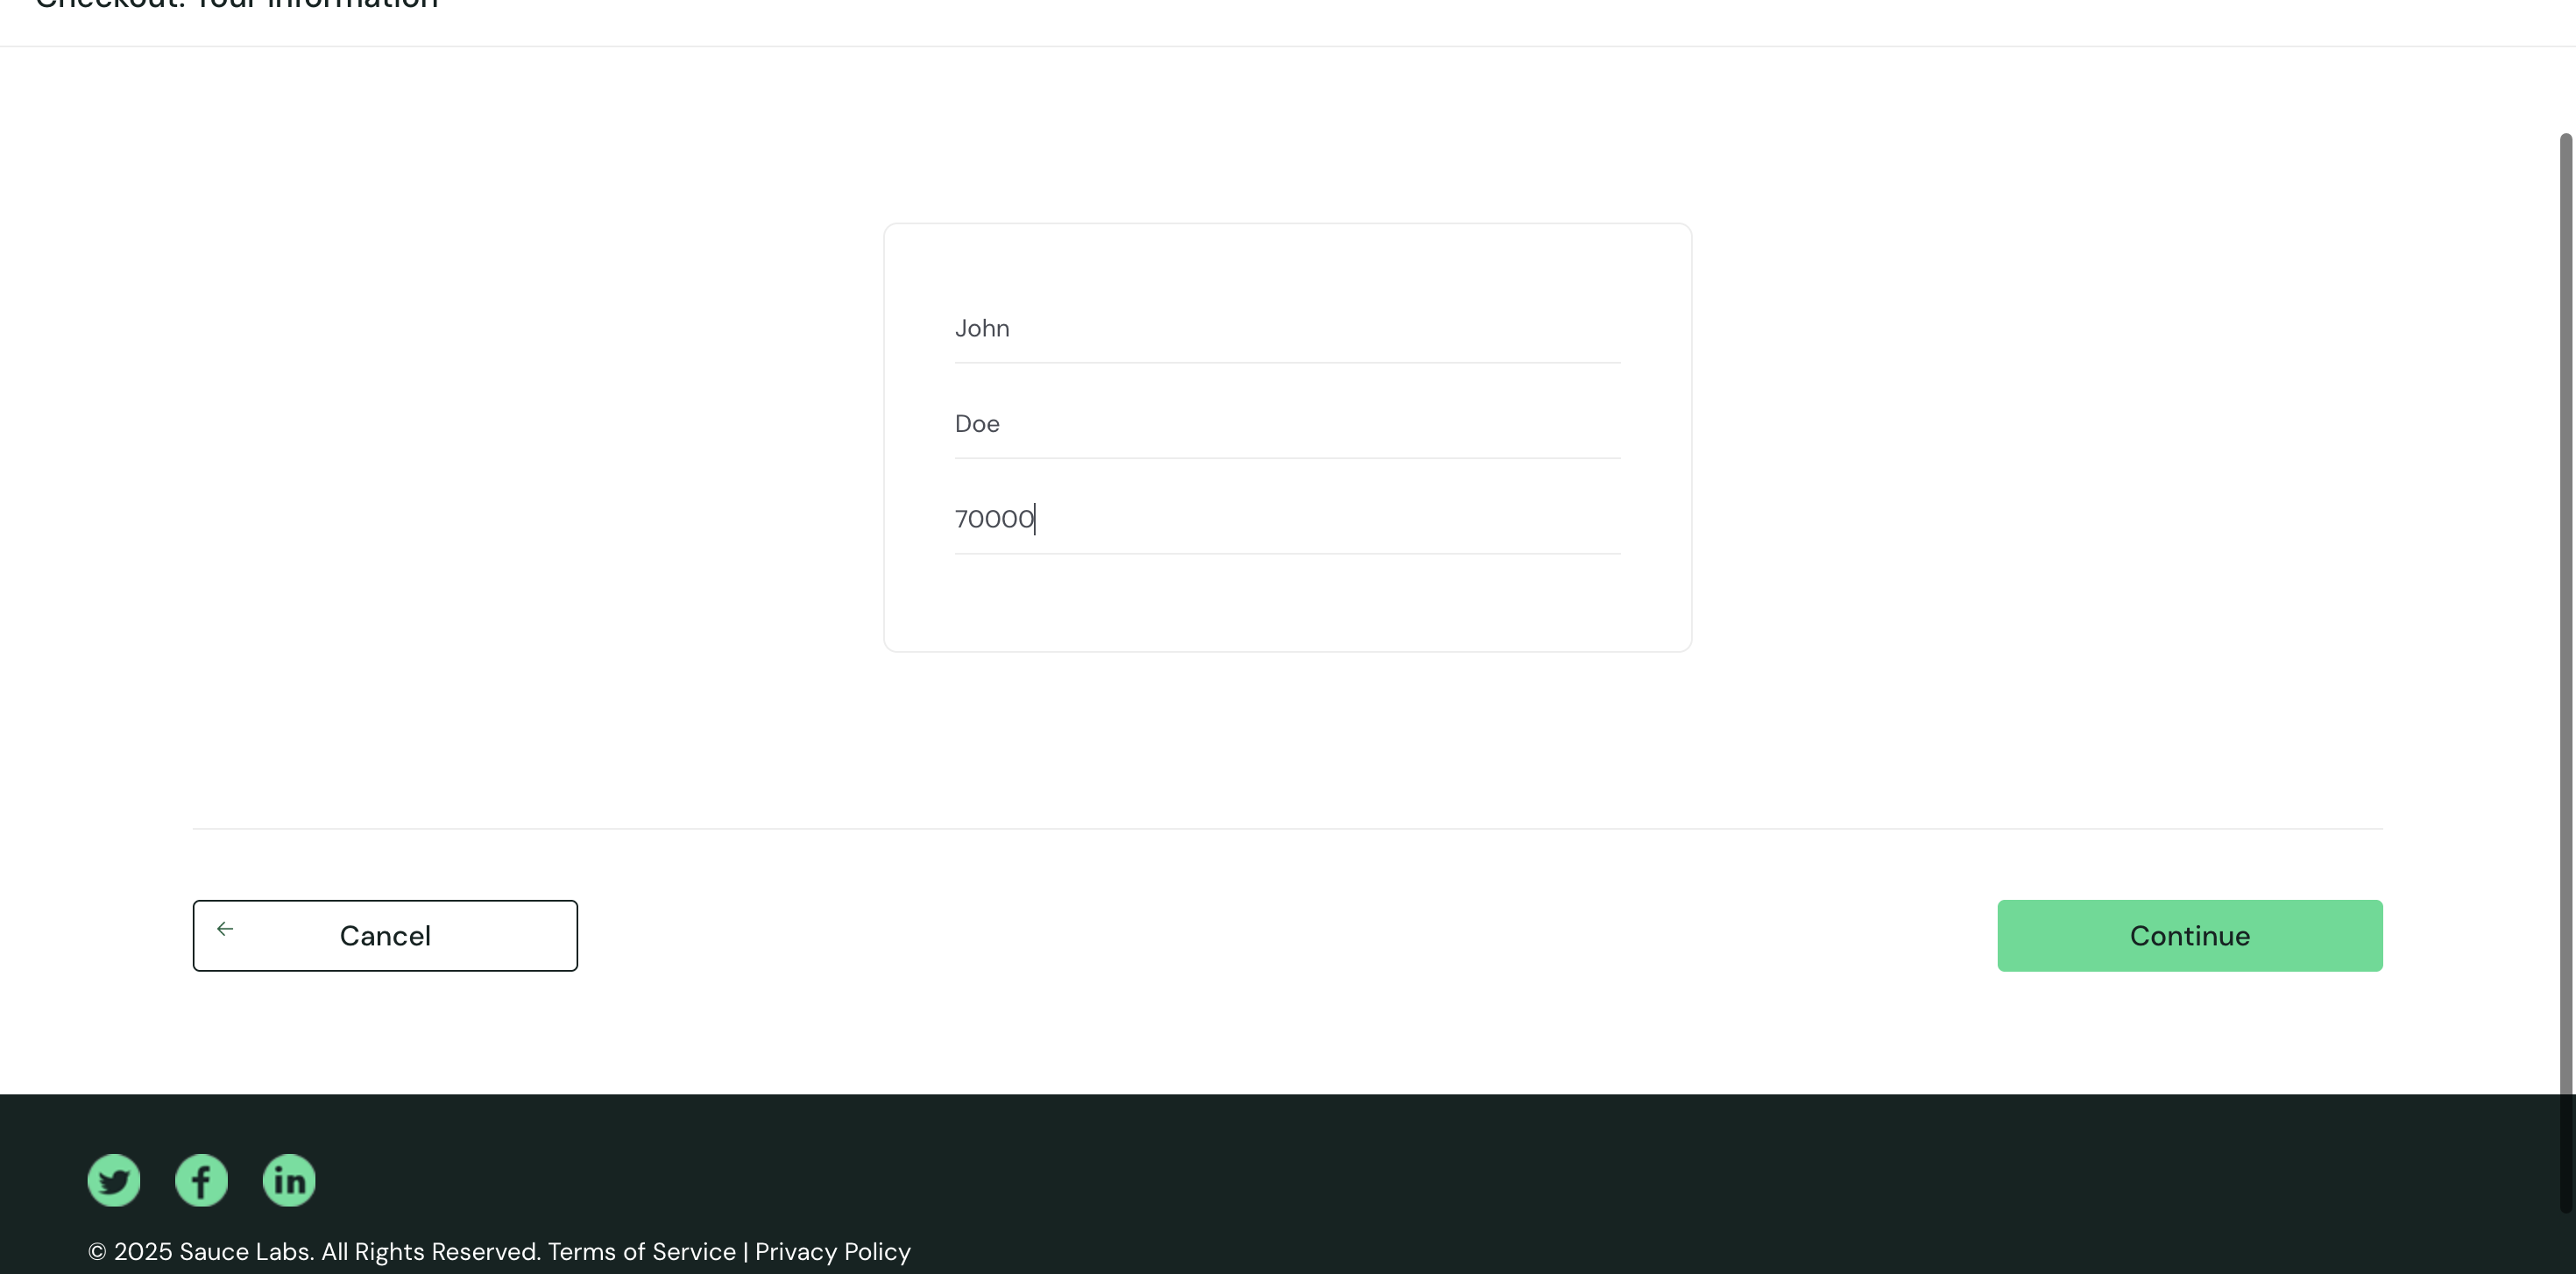 Checkout: Your Information
John
Doe
70000
Cancel
Continue
© 2025 Sauce Labs. All Rights Reserved. Terms of Service | Privacy Policy